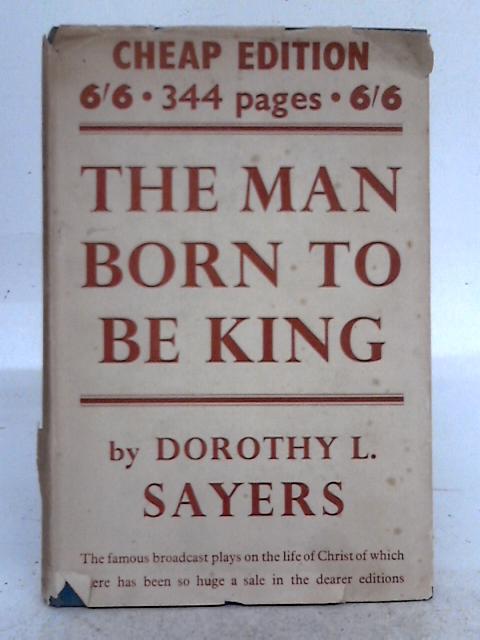 CHEAP EDITION
6/6 • 344 pages • 6/6
THE MAN
BORN TO
BE KING
by DOROTHY L.
SAYERS
The famous broadcast plays on the life of Christ of which
ere has been so huge a sale in the dearer editions